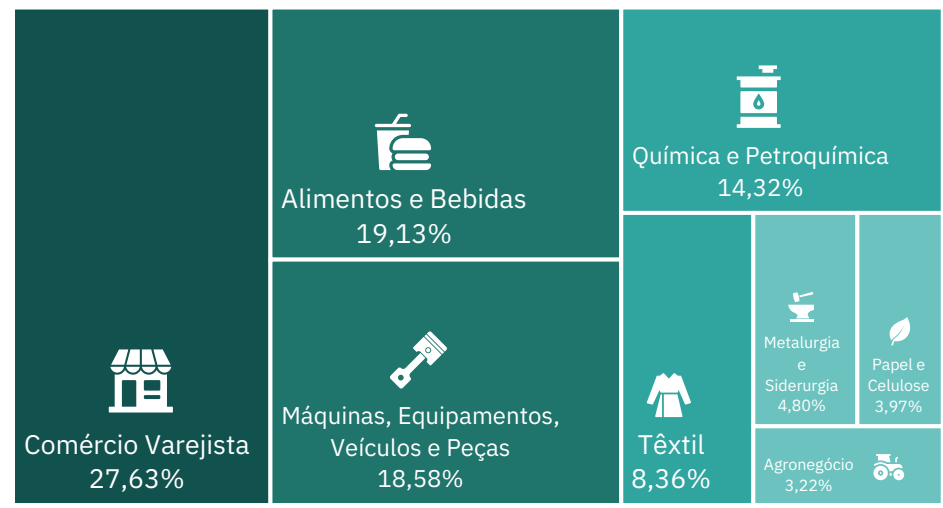 Comércio Varejista
27,63%
Alimentos e Bebidas
19,13%
Máquinas, Equipamentos,
Veículos e Peças
18,58%
Química e Petroquímica
14,32%
Têxtil
8,36%
Metalurgia
e
Siderurgia
4,80%
Papel e
Celulose
3,97%
Agronegócio
3,22%